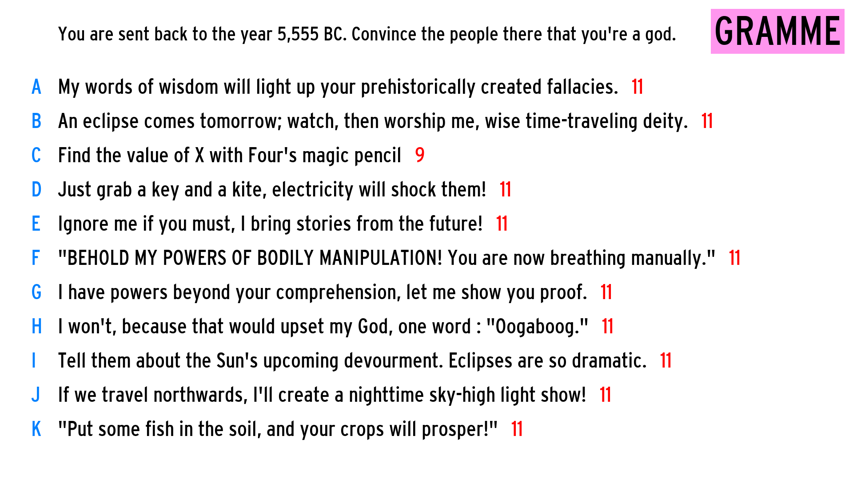 You are sent back to the year 5,555 BC. Convince the people there that you're a god.
GRAMME
A My words of wisdom will light up your prehistorically created fallacies. 11
B An eclipse comes tomorrow; watch, then worship me, wise time-traveling deity. 11
C Find the value of X with Four's magic pencil 9
D Just grab a key and a kite, electricity will shock them! 11
E Ignore me if you must, I bring stories from the future! 11
F "BEHOLD MY POWERS OF BODILY MANIPULATION! You are now breathing manually." 11
G I have powers beyond your comprehension, let me show you proof. 11
H I won't, because that would upset my God, one word : "Oogaboog." 11
I Tell them about the Sun's upcoming devourment. Eclipses are so dramatic. 11
J If we travel northwards, I'll create a nighttime sky-high light show! 11
K "Put some fish in the soil, and your crops will prosper!" 11